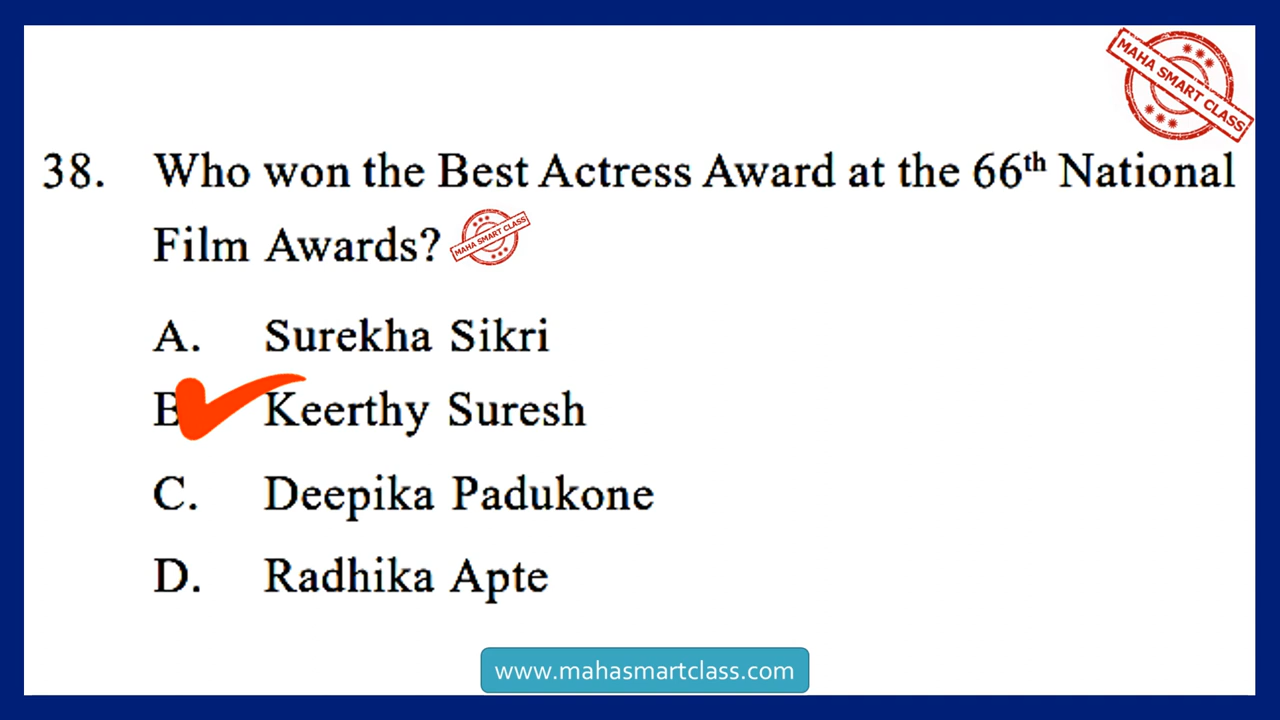 MAHA SMART CLASS
38. Who won the Best Actress Award at the 66th National
Film Awards?
MAHA SMART CLASS
A. Surekha Sikri
B Keerthy Suresh
C. Deepika Padukone
D. Radhika Apte
www.mahasmartclass.com